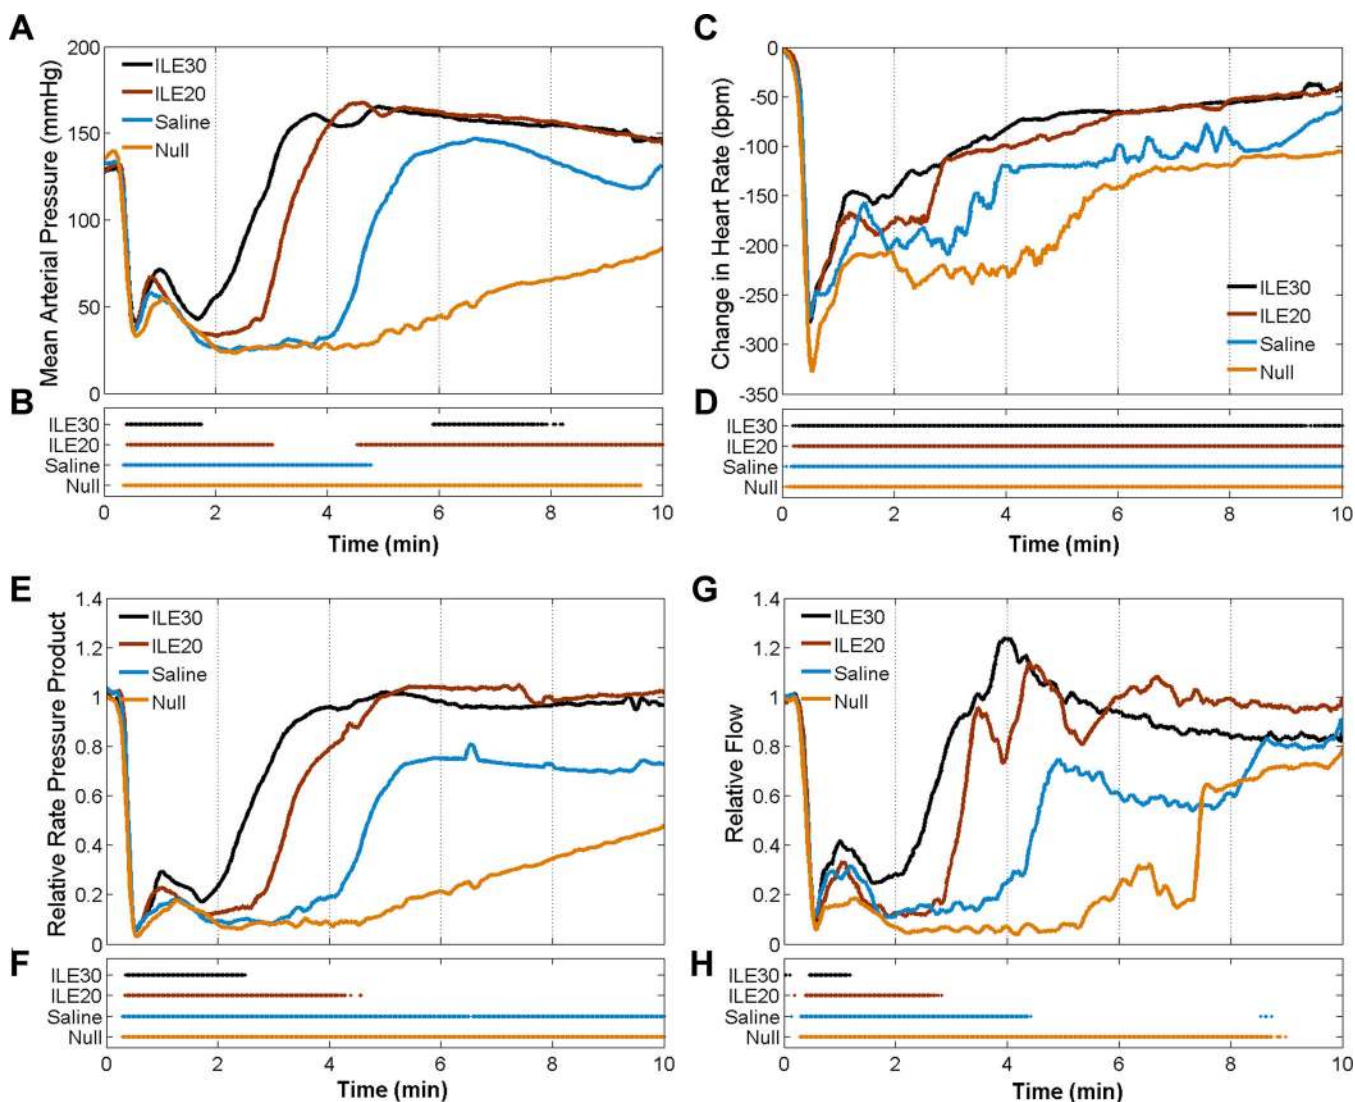 A
Mean Arterial Pressure (mmHg)
200
150
100
50
0
ILE30
ILE20
Saline
Null
B
ILE30
ILE20
Saline
Null
0 2 4 6 8 10
Time (min)
C
Change in Heart Rate (bpm)
0
-50
-100
-150
-200
-250
-300
-350
ILE30
ILE20
Saline
Null
D
ILE30
ILE20
Saline
Null
0 2 4 6 8 10
Time (min)
E
Relative Rate Pressure Product
1.4
1.2
1
0.8
0.6
0.4
0.2
0
ILE30
ILE20
Saline
Null
F
ILE30
ILE20
Saline
Null
0 2 4 6 8 10
Time (min)
G
Relative Flow
1.4
1.2
1
0.8
0.6
0.4
0.2
0
ILE30
ILE20
Saline
Null
H
ILE30
ILE20
Saline
Null
0 2 4 6 8 10
Time (min)